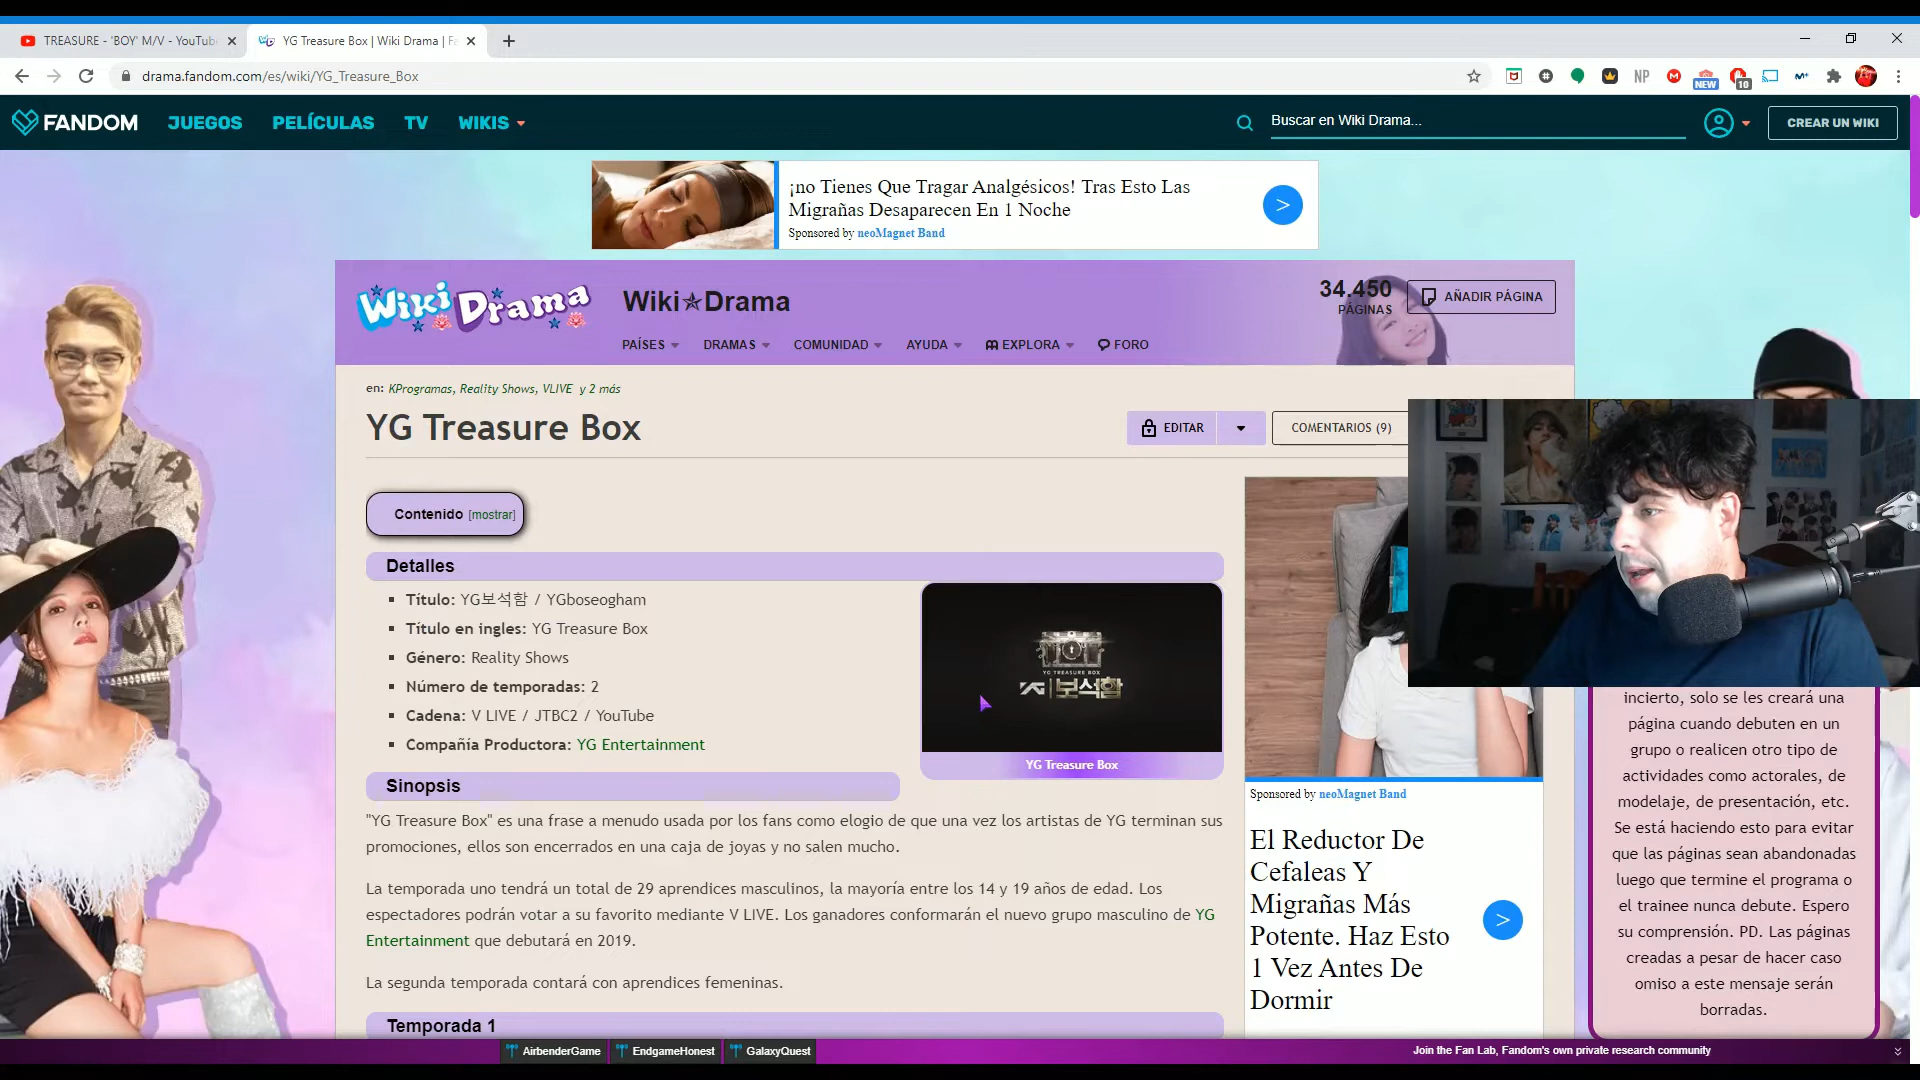 TREASURE - 'BOY' M/V - YouTub
YG Treasure Box | Wiki Drama | Fa
drama.fandom.com/es/wiki/YG_Treasure_Box
NP
NEW
10
FANDOM
JUEGOS
PELÍCULAS
TV
WIKIS
Buscar en Wiki Drama...
CREAR UN WIKI
¡no Tienes Que Tragar Analgésicos! Tras Esto Las
Migrañas Desaparecen En 1 Noche
Sponsored by neoMagnet Band
>
Wiki Drama
Wiki✯Drama
34.450
PÁGINAS
AÑADIR PÁGINA
PAÍSES
DRAMAS
COMUNIDAD
AYUDA
EXPLORA
FORO
en: KProgramas, Reality Shows, VLIVE y 2 más
YG Treasure Box
EDITAR
COMENTARIOS (9)
Contenido [mostrar]
Detalles
Título: YG보석함 / YGboseogham
Título en ingles: YG Treasure Box
Género: Reality Shows
Número de temporadas: 2
Cadena: V LIVE / JTBC2 / YouTube
Compañía Productora: YG Entertainment
YG TREASURE BOX
YG 보석함
YG Treasure Box
Sinopsis
"YG Treasure Box" es una frase a menudo usada por los fans como elogio de que una vez los artistas de YG terminan sus
promociones, ellos son encerrados en una caja de joyas y no salen mucho.
La temporada uno tendrá un total de 29 aprendices masculinos, la mayoría entre los 14 y 19 años de edad. Los
espectadores podrán votar a su favorito mediante V LIVE. Los ganadores conformarán el nuevo grupo masculino de YG
Entertainment que debutará en 2019.
La segunda temporada contará con aprendices femeninas.
Temporada 1
Sponsored by neoMagnet Band
El Reductor De
Cefaleas Y
Migrañas Más
Potente. Haz Esto
1 Vez Antes De
Dormir
>
incierto, solo se les creará una
página cuando debuten en un
grupo o realicen otro tipo de
actividades como actorales, de
modelaje, de presentación, etc.
Se está haciendo esto para evitar
que las páginas sean abandonadas
luego que termine el programa o
el trainee nunca debute. Espero
su comprensión. PD. Las páginas
creadas a pesar de hacer caso
omiso a este mensaje serán
borradas.
AirbenderGame
EndgameHonest
GalaxyQuest
Join the Fan Lab, Fandom's own private research community